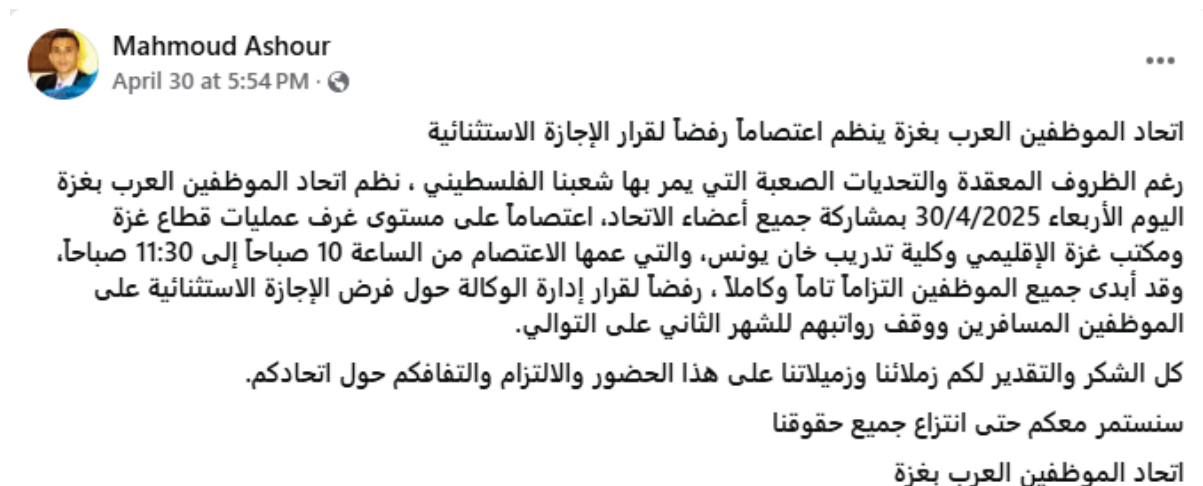 Mahmoud Ashour
April 30 at 5:54 PM ·
اتحاد الموظفين العرب بغزة ينظم اعتصاماً رفضاً لقرار الإجازة الاستثنائية
رغم الظروف المعقدة والتحديات الصعبة التي يمر بها شعبنا الفلسطيني ، نظم اتحاد الموظفين العرب بغزة
اليوم الأربعاء 30/4/2025 بمشاركة جميع أعضاء الاتحاد، اعتصاماً على مستوى غرف عمليات قطاع غزة
ومكتب غزة الإقليمي وكلية تدريب خان يونس، والتي عمها الاعتصام من الساعة 10 صباحاً إلى 11:30 صباحاً،
وقد أبدى جميع الموظفين التزاماً تاماً وكاملاً ، رفضاً لقرار إدارة الوكالة حول فرض الإجازة الاستثنائية على
الموظفين المسافرين ووقف رواتبهم للشهر الثاني على التوالي.
كل الشكر والتقدير لكم زملائنا وزميلاتنا على هذا الحضور والالتزام والتفافكم حول اتحادكم.
سنستمر معكم حتى انتزاع جميع حقوقنا
اتحاد الموظفين العرب بغزة